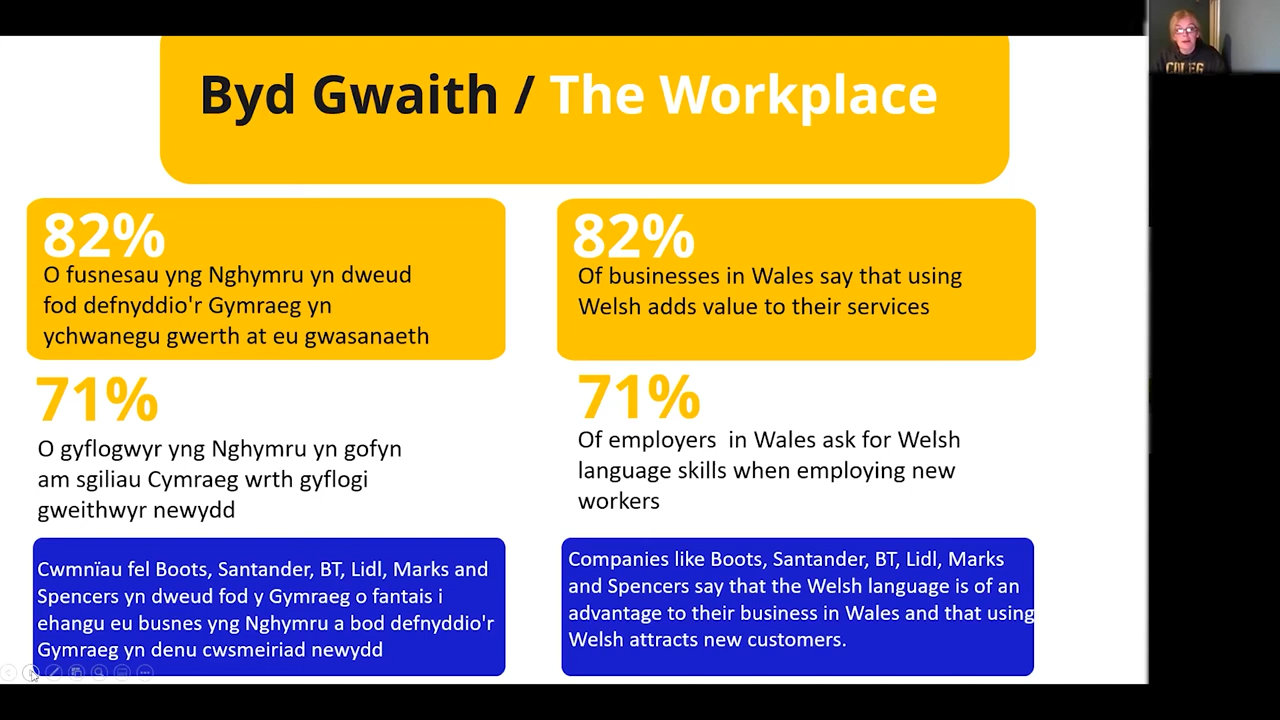 Byd Gwaith / The Workplace
82%
O fusnesau yng Nghymru yn dweud
fod defnyddio'r Gymraeg yn
ychwanegu gwerth at eu gwasanaeth
82%
Of businesses in Wales say that using
Welsh adds value to their services
71%
O gyflogwyr yng Nghymru yn gofyn
am sgiliau Cymraeg wrth gyflogi
gweithwyr newydd
71%
Of employers in Wales ask for Welsh
language skills when employing new
workers
Cwmnïau fel Boots, Santander, BT, Lidl, Marks and
Spencers yn dweud fod y Gymraeg o fantais i
ehangu eu busnes yng Nghymru a bod defnyddio'r
Gymraeg yn denu cwsmeiriad newydd
Companies like Boots, Santander, BT, Lidl, Marks
and Spencers say that the Welsh language is of an
advantage to their business in Wales and that using
Welsh attracts new customers.
COLEG